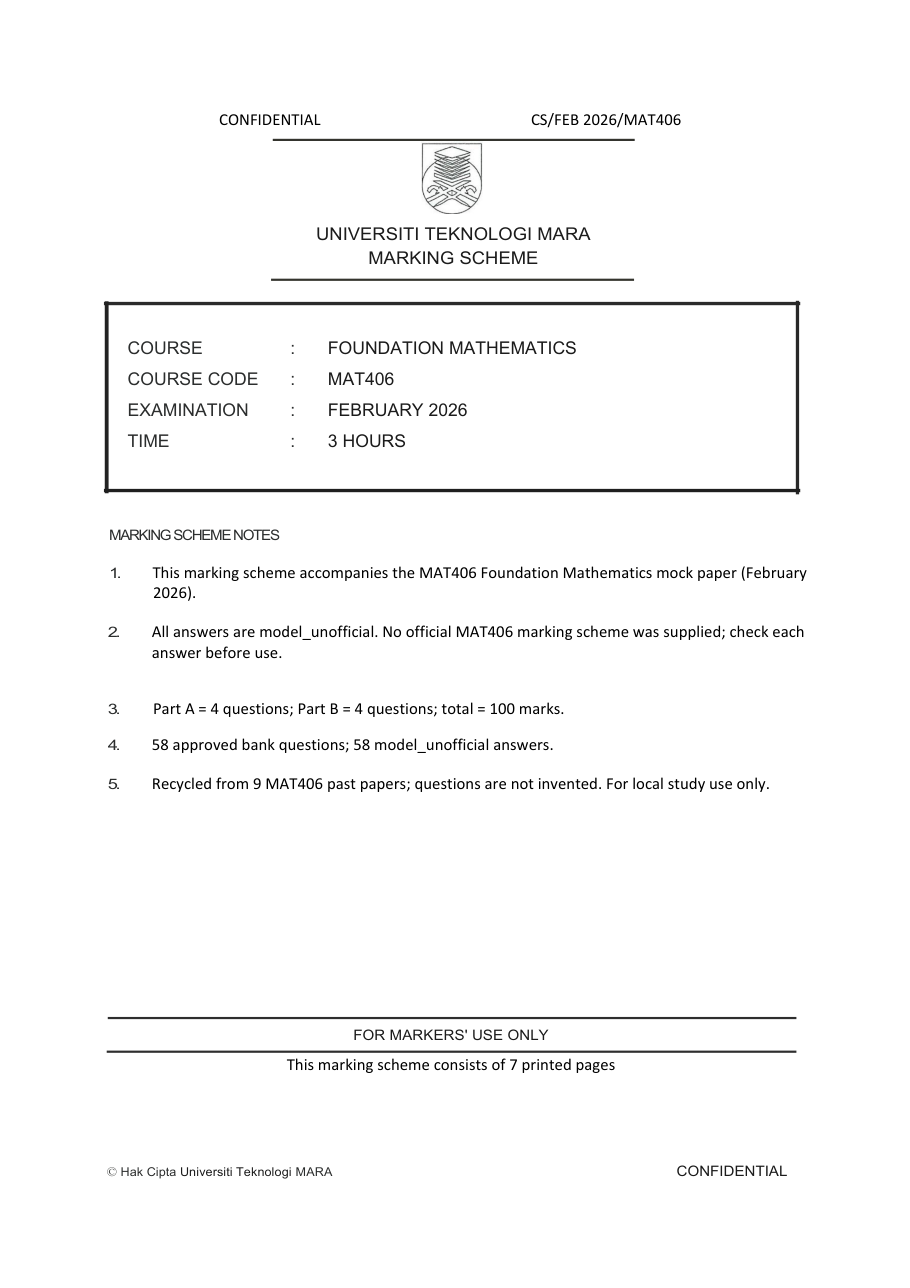 CONFIDENTIAL CS/FEB 2026/MAT406
UNIVERSITI TEKNOLOGI MARA
MARKING SCHEME
COURSE : FOUNDATION MATHEMATICS
COURSE CODE : MAT406
EXAMINATION : FEBRUARY 2026
TIME : 3 HOURS
MARKING SCHEME NOTES
1. This marking scheme accompanies the MAT406 Foundation Mathematics mock paper (February
2026).
2. All answers are model_unofficial. No official MAT406 marking scheme was supplied; check each
answer before use.
3. Part A = 4 questions; Part B = 4 questions; total = 100 marks.
4. 58 approved bank questions; 58 model_unofficial answers.
5. Recycled from 9 MAT406 past papers; questions are not invented. For local study use only.
FOR MARKERS' USE ONLY
This marking scheme consists of 7 printed pages
© Hak Cipta Universiti Teknologi MARA CONFIDENTIAL